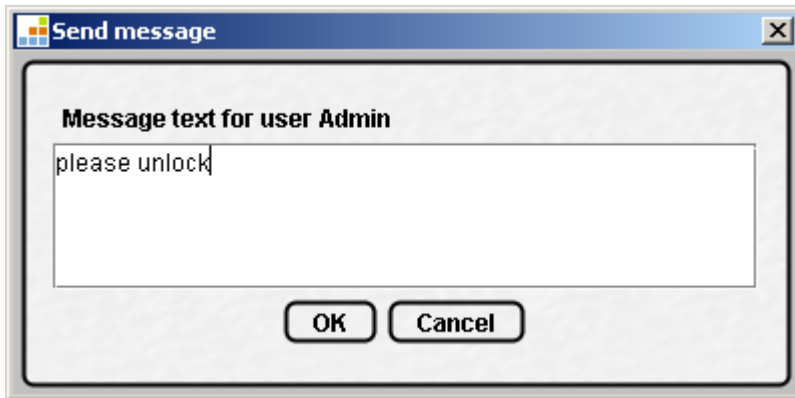 Send message
Message text for user Admin
please unlock
OK Cancel